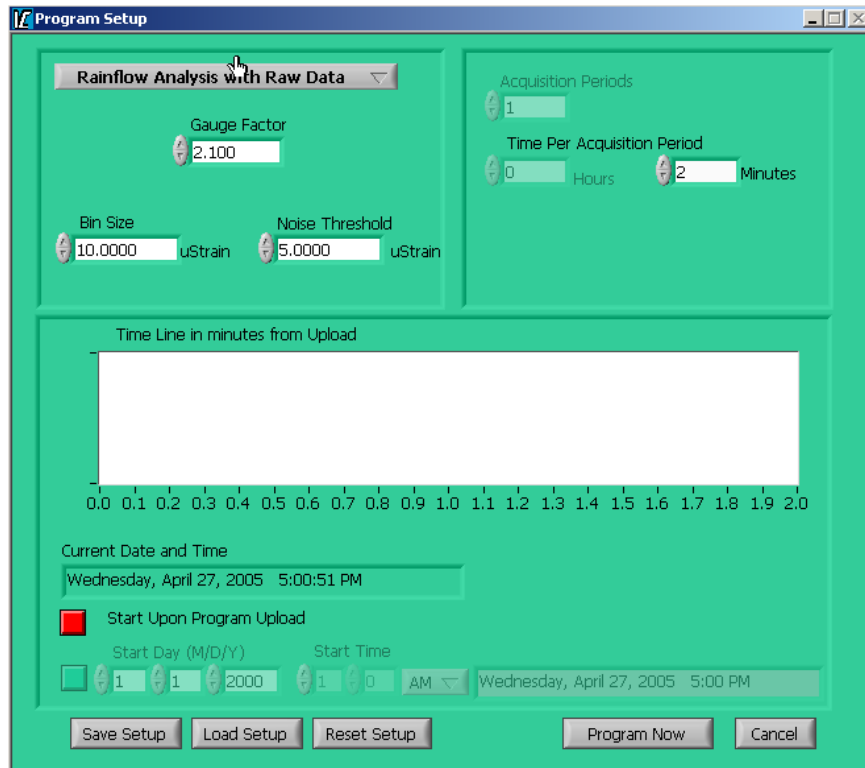 Program Setup
Rainflow Analysis with Raw Data
Gauge Factor
2.100
Bin Size
10.0000 uStrain
Noise Threshold
5.0000 uStrain
Acquisition Periods
1
Time Per Acquisition Period
0 Hours 2 Minutes
Time Line in minutes from Upload
0.0 0.1 0.2 0.3 0.4 0.5 0.6 0.7 0.8 0.9 1.0 1.1 1.2 1.3 1.4 1.5 1.6 1.7 1.8 1.9 2.0
Current Date and Time
Wednesday, April 27, 2005 5:00:51 PM
Start Upon Program Upload
Start Day (M/D/Y) Start Time
1 1 2000 1 0 AM Wednesday, April 27, 2005 5:00 PM
Save Setup Load Setup Reset Setup Program Now Cancel